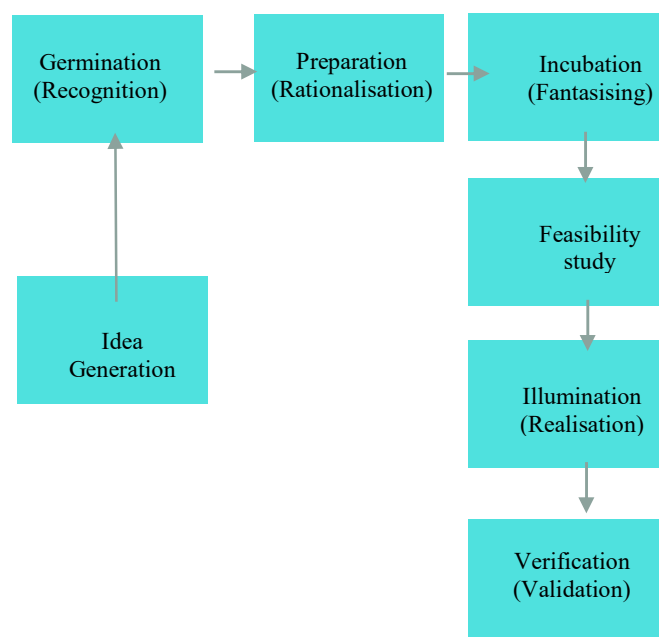 Germination
(Recognition)
Preparation
(Rationalisation)
Incubation
(Fantasising)
Feasibility
study
Idea
Generation
Illumination
(Realisation)
Verification
(Validation)